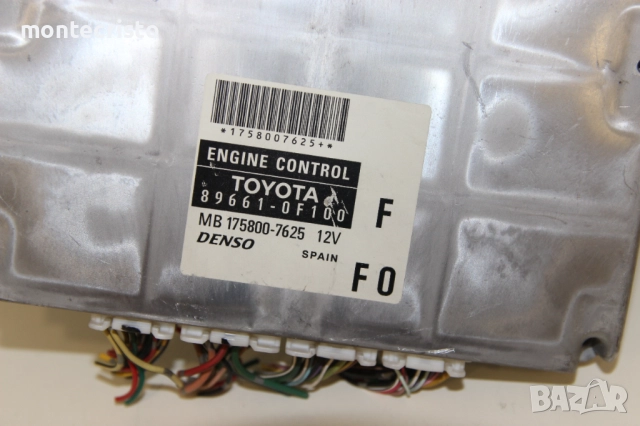 *1758007625+*
ENGINE CONTROL
TOYOTA
89661-0F100 F
MB 175800-7625 12V
DENSO SPAIN
F0
BAZAR